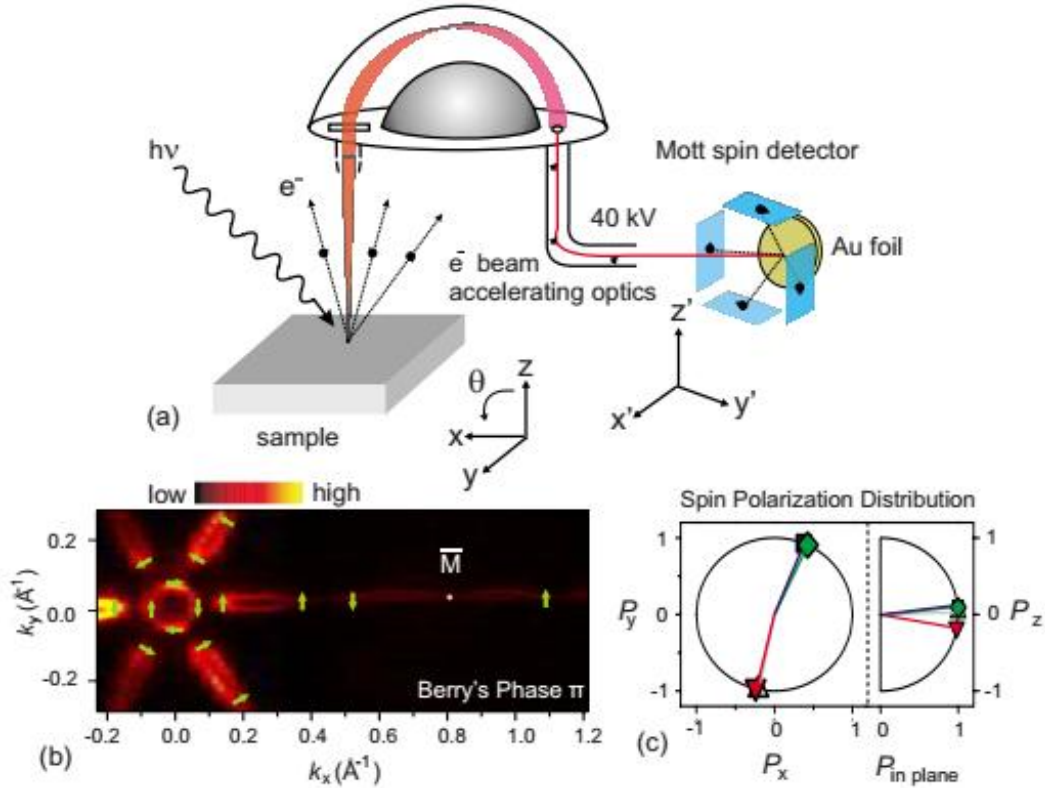 hν
e⁻
Mott spin detector
40 kV
Au foil
e⁻ beam
accelerating optics
z'
x'
y'
θ
z
x
y
(a)
sample
low high
Spin Polarization Distribution
0.2
0.0
-0.2
k_y(Å⁻¹)
M̅
Berry's Phase π
-0.2 0.0 0.2 0.4 0.6 0.8 1.0 1.2
k_x(Å⁻¹)
(b)
1
0
-1
P_y
-1 0 1
P_x
1
0
-1
P_z
0 1
P_in plane
(c)